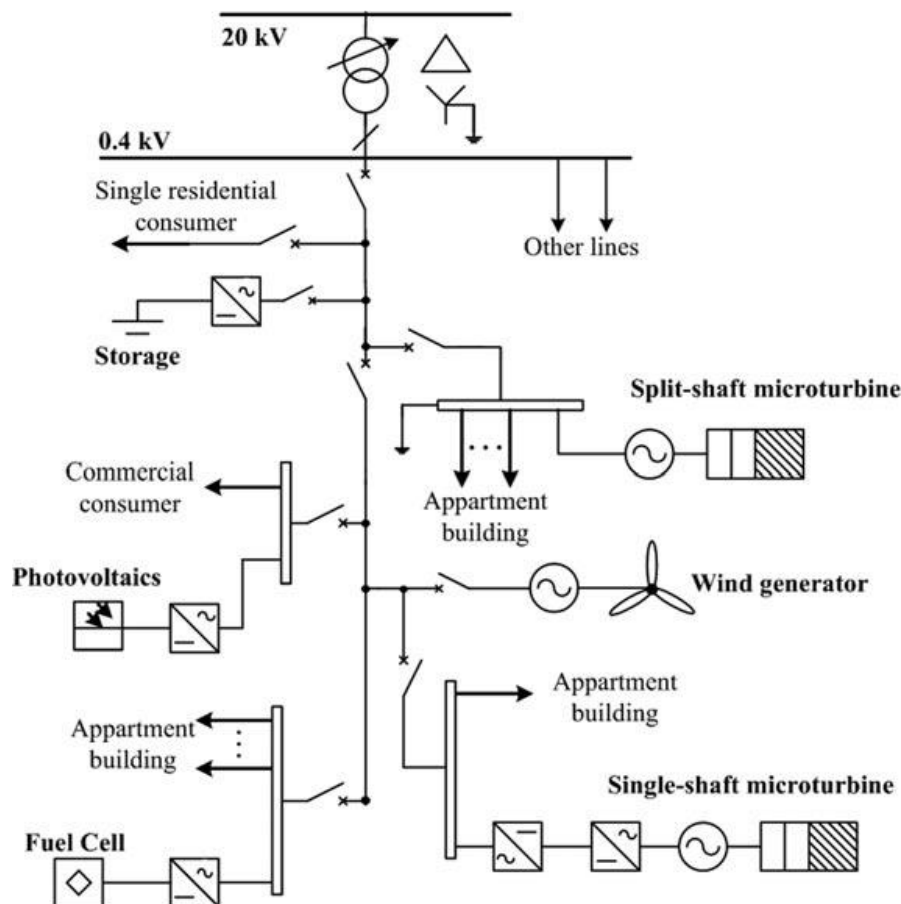 20 kV
0.4 kV
Single residential
consumer
Other lines
Storage
Split-shaft microturbine
Commercial
consumer
Appartment
building
Photovoltaics
Wind generator
Appartment
building
Appartment
building
Single-shaft microturbine
Fuel Cell